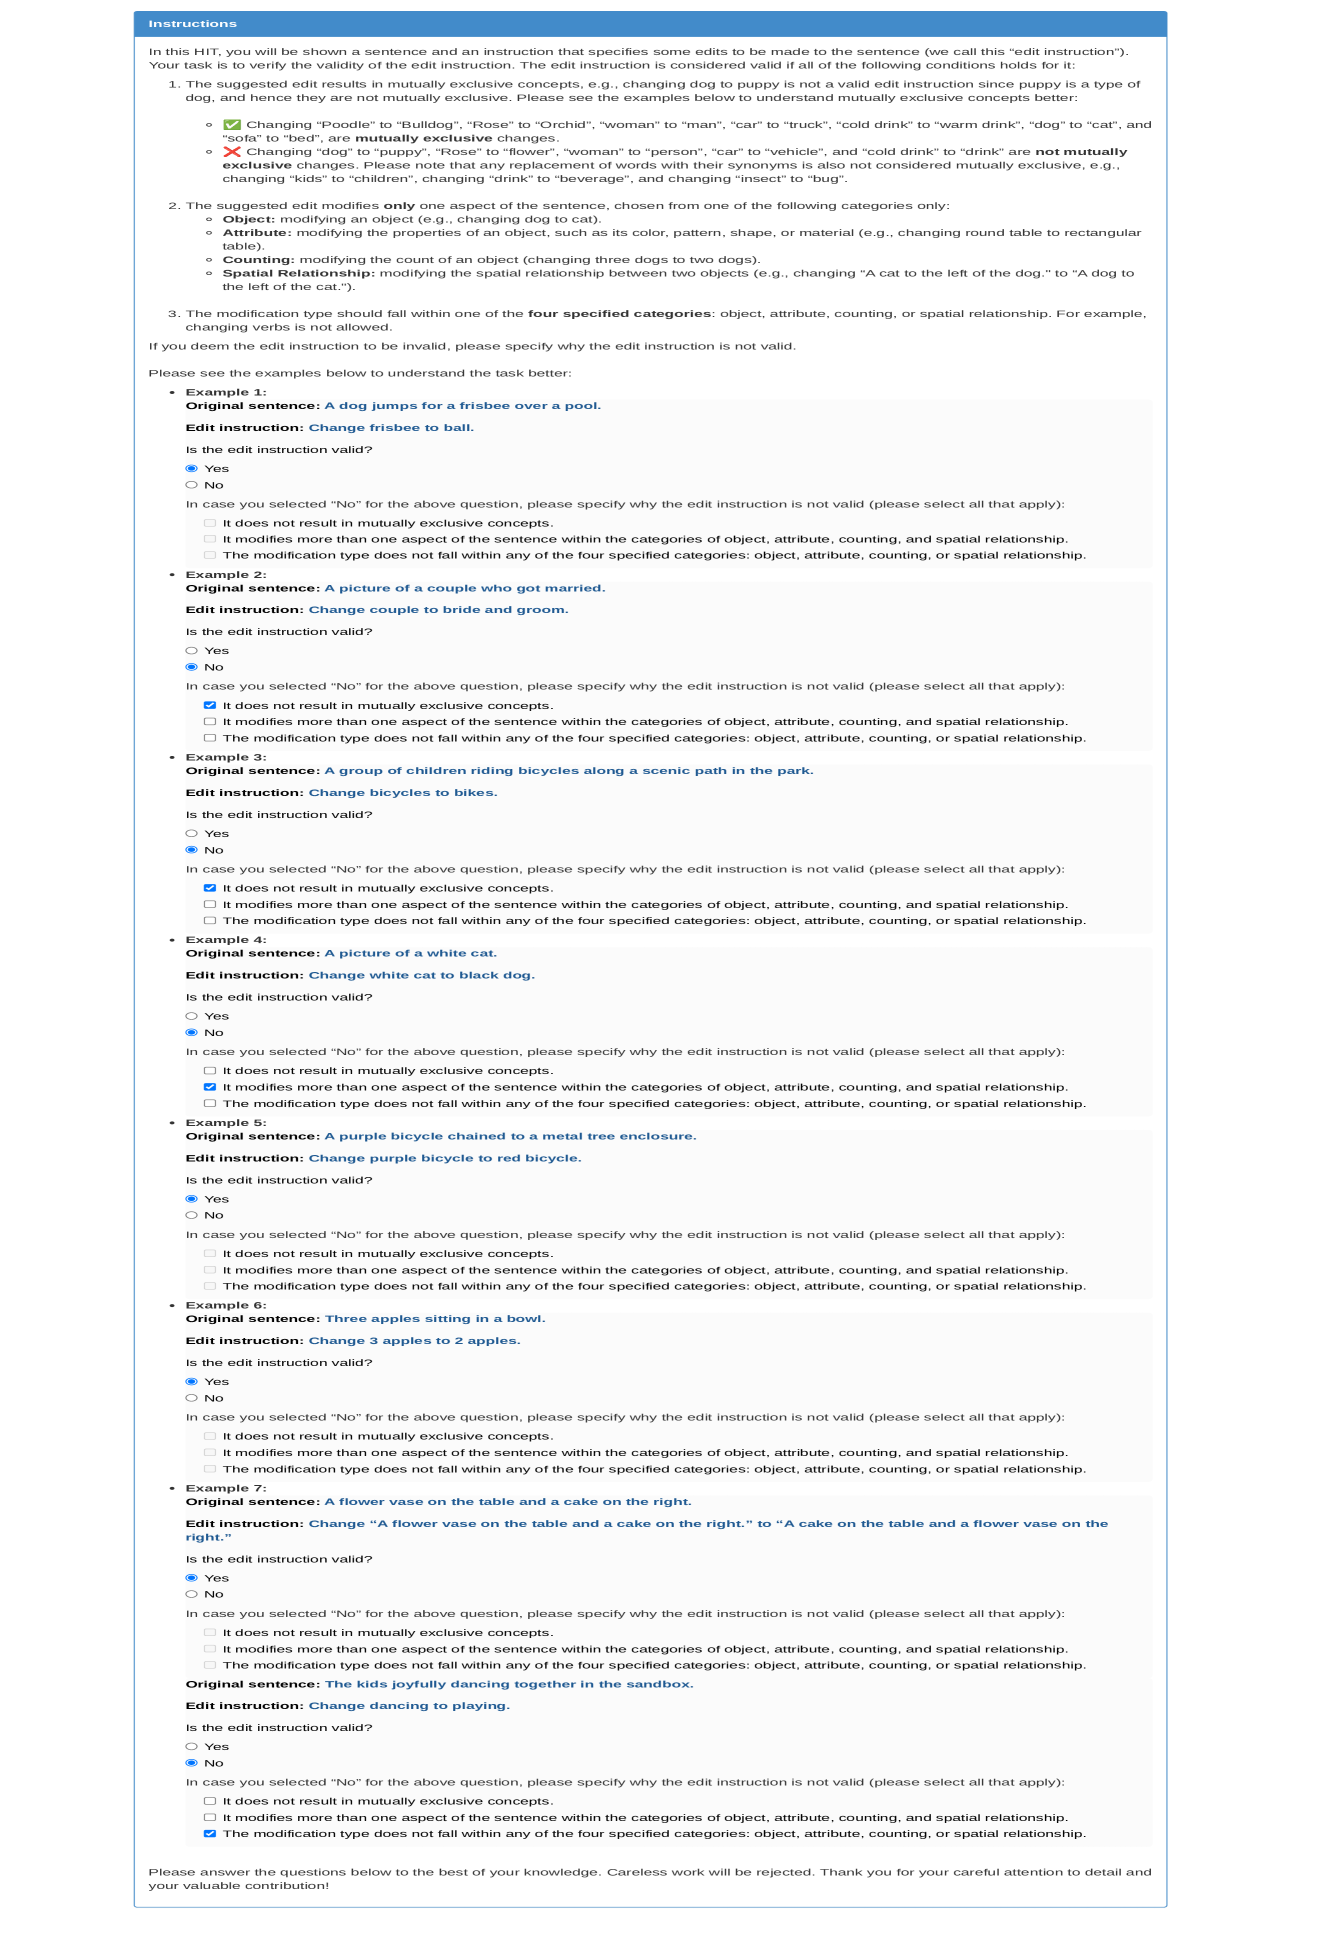 Instructions
In this HIT, you will be shown a sentence and an instruction that specifies some edits to be made to the sentence (we call this “edit instruction”).
Your task is to verify the validity of the edit instruction. The edit instruction is considered valid if all of the following conditions holds for it:
1. The suggested edit results in mutually exclusive concepts, e.g., changing dog to puppy is not a valid edit instruction since puppy is a type of
dog, and hence they are not mutually exclusive. Please see the examples below to understand mutually exclusive concepts better:
✅ Changing “Poodle” to “Bulldog”, “Rose” to “Orchid”, “woman” to “man”, “car” to “truck”, “cold drink” to “warm drink”, “dog” to “cat”, and
“sofa” to “bed”, are mutually exclusive changes.
❌ Changing “dog” to “puppy”, “Rose” to “flower”, “woman” to “person”, “car” to “vehicle”, and “cold drink” to “drink” are not mutually
exclusive changes. Please note that any replacement of words with their synonyms is also not considered mutually exclusive, e.g.,
changing “kids” to “children”, changing “drink” to “beverage”, and changing “insect” to “bug”.
2. The suggested edit modifies only one aspect of the sentence, chosen from one of the following categories only:
Object: modifying an object (e.g., changing dog to cat).
Attribute: modifying the properties of an object, such as its color, pattern, shape, or material (e.g., changing round table to rectangular
table).
Counting: modifying the count of an object (changing three dogs to two dogs).
Spatial Relationship: modifying the spatial relationship between two objects (e.g., changing “A cat to the left of the dog.” to “A dog to
the left of the cat.”).
3. The modification type should fall within one of the four specified categories: object, attribute, counting, or spatial relationship. For example,
changing verbs is not allowed.
If you deem the edit instruction to be invalid, please specify why the edit instruction is not valid.
Please see the examples below to understand the task better:
Example 1:
Original sentence: A dog jumps for a frisbee over a pool.
Edit instruction: Change frisbee to ball.
Is the edit instruction valid?
Yes
No
In case you selected “No” for the above question, please specify why the edit instruction is not valid (please select all that apply):
It does not result in mutually exclusive concepts.
It modifies more than one aspect of the sentence within the categories of object, attribute, counting, and spatial relationship.
The modification type does not fall within any of the four specified categories: object, attribute, counting, or spatial relationship.
Example 2:
Original sentence: A picture of a couple who got married.
Edit instruction: Change couple to bride and groom.
Is the edit instruction valid?
Yes
No
In case you selected “No” for the above question, please specify why the edit instruction is not valid (please select all that apply):
It does not result in mutually exclusive concepts.
It modifies more than one aspect of the sentence within the categories of object, attribute, counting, and spatial relationship.
The modification type does not fall within any of the four specified categories: object, attribute, counting, or spatial relationship.
Example 3:
Original sentence: A group of children riding bicycles along a scenic path in the park.
Edit instruction: Change bicycles to bikes.
Is the edit instruction valid?
Yes
No
In case you selected “No” for the above question, please specify why the edit instruction is not valid (please select all that apply):
It does not result in mutually exclusive concepts.
It modifies more than one aspect of the sentence within the categories of object, attribute, counting, and spatial relationship.
The modification type does not fall within any of the four specified categories: object, attribute, counting, or spatial relationship.
Example 4:
Original sentence: A picture of a white cat.
Edit instruction: Change white cat to black dog.
Is the edit instruction valid?
Yes
No
In case you selected “No” for the above question, please specify why the edit instruction is not valid (please select all that apply):
It does not result in mutually exclusive concepts.
It modifies more than one aspect of the sentence within the categories of object, attribute, counting, and spatial relationship.
The modification type does not fall within any of the four specified categories: object, attribute, counting, or spatial relationship.
Example 5:
Original sentence: A purple bicycle chained to a metal tree enclosure.
Edit instruction: Change purple bicycle to red bicycle.
Is the edit instruction valid?
Yes
No
In case you selected “No” for the above question, please specify why the edit instruction is not valid (please select all that apply):
It does not result in mutually exclusive concepts.
It modifies more than one aspect of the sentence within the categories of object, attribute, counting, and spatial relationship.
The modification type does not fall within any of the four specified categories: object, attribute, counting, or spatial relationship.
Example 6:
Original sentence: Three apples sitting in a bowl.
Edit instruction: Change 3 apples to 2 apples.
Is the edit instruction valid?
Yes
No
In case you selected “No” for the above question, please specify why the edit instruction is not valid (please select all that apply):
It does not result in mutually exclusive concepts.
It modifies more than one aspect of the sentence within the categories of object, attribute, counting, and spatial relationship.
The modification type does not fall within any of the four specified categories: object, attribute, counting, or spatial relationship.
Example 7:
Original sentence: A flower vase on the table and a cake on the right.
Edit instruction: Change “A flower vase on the table and a cake on the right.” to “A cake on the table and a flower vase on the
right.”
Is the edit instruction valid?
Yes
No
In case you selected “No” for the above question, please specify why the edit instruction is not valid (please select all that apply):
It does not result in mutually exclusive concepts.
It modifies more than one aspect of the sentence within the categories of object, attribute, counting, and spatial relationship.
The modification type does not fall within any of the four specified categories: object, attribute, counting, or spatial relationship.
Original sentence: The kids joyfully dancing together in the sandbox.
Edit instruction: Change dancing to playing.
Is the edit instruction valid?
Yes
No
In case you selected “No” for the above question, please specify why the edit instruction is not valid (please select all that apply):
It does not result in mutually exclusive concepts.
It modifies more than one aspect of the sentence within the categories of object, attribute, counting, and spatial relationship.
The modification type does not fall within any of the four specified categories: object, attribute, counting, or spatial relationship.
Please answer the questions below to the best of your knowledge. Careless work will be rejected. Thank you for your careful attention to detail and
your valuable contribution!